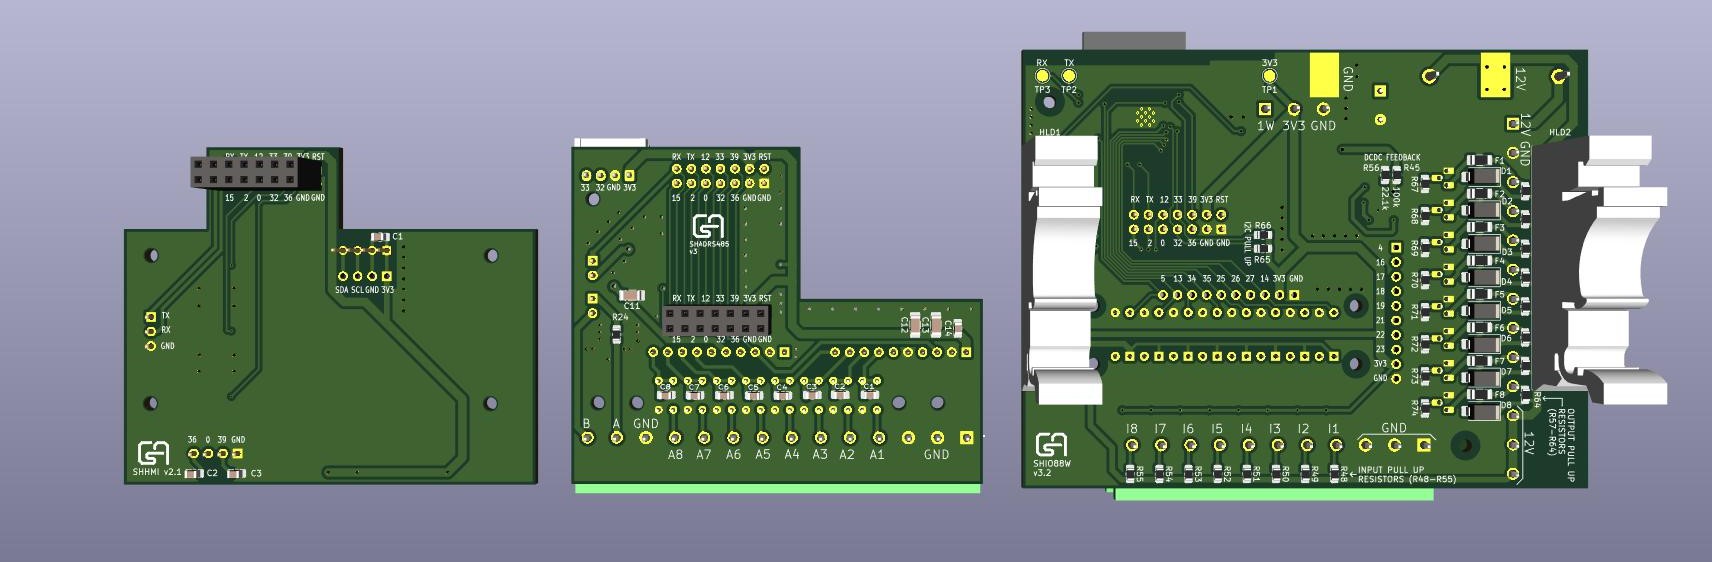 RX TX 12 33 39 3V3 RST
15 2 0 32 36 GND GND
C1
SDA SCL GND 3V3
TX
RX
GND
36 0 39 GND
SHHMI v2.1
C2 C3
RX TX 12 33 39 3V3 RST
33 32 GND 3V3
15 2 0 32 36 GND GND
SHADRS485
v3
C11
R24
RX TX 12 33 39 3V3 RST
15 2 0 32 36 GND GND
C12 C13 C14
C8 C7 C6 C5 C4 C3 C2 C1
B A GND
A8 A7 A6 A5 A4 A3 A2 A1 GND
RX TX 3V3 GND 12V
TP3 TP2 TP1
1W 3V3 GND
12V GND
HLD1 HLD2
DCDC FEEDBACK
R56 R45
22.1k 100k
F1
D1
R67
F2
D2
R68
F3
D3
R69
F4
D4
R70
F5
D5
R71
F6
D6
R72
F7
D7
R73
F8
D8
R74
R64
RX TX 12 33 39 3V3 RST
15 2 0 32 36 GND GND
I2C PULL UP
R66
R65
5 13 34 35 25 26 27 14 3V3 GND
4
16
17
18
19
21
22
23
3V3
GND
I8 I7 I6 I5 I4 I3 I2 I1 GND
12V
OUTPUT PULL UP
RESISTORS
(R57-R64)
SHIO88W
v3.2
R55 R54 R53 R52 R51 R50 R49 R48
←INPUT PULL UP
RESISTORS (R48-R55)